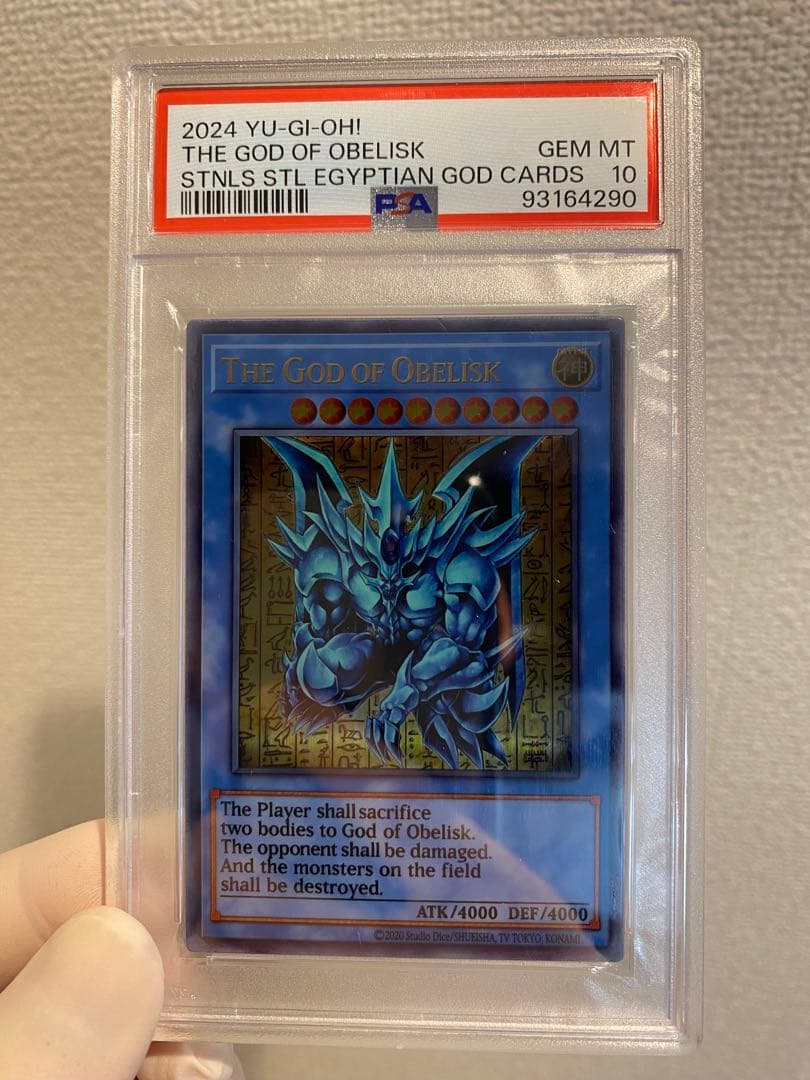 2024 YU-GI-OH!
THE GOD OF OBELISK GEM MT
STNLS STL EGYPTIAN GOD CARDS 10
PSA 93164290
THE GOD OF OBELISK
DIVINE
神
The Player shall sacrifice
two bodies to God of Obelisk.
The opponent shall be damaged.
And the monsters on the field
shall be destroyed.
ATK/4000 DEF/4000
©2020 Studio Dice/SHUEISHA, TV TOKYO, KONAMI